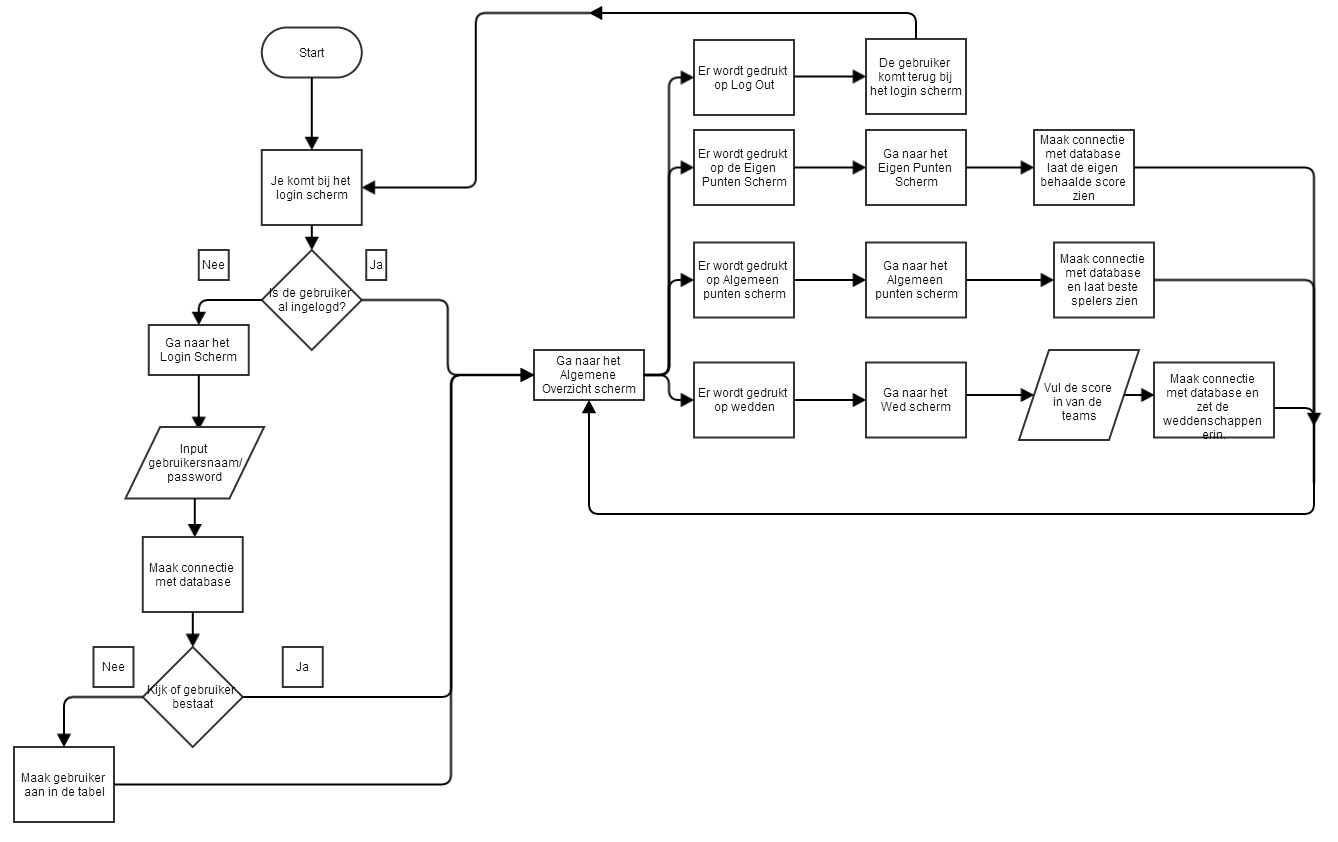 Start
Je komt bij het
login scherm
Nee
Ja
Is de gebruiker
al ingelogd?
Ga naar het
Login Scherm
Input
gebruikersnaam/
password
Maak connectie
met database
Nee
Ja
Kijk of gebruiker
bestaat
Maak gebruiker
aan in de tabel
Ga naar het
Algemene
Overzicht scherm
Er wordt gedrukt
op Log Out
De gebruiker
komt terug bij
het login scherm
Er wordt gedrukt
op de Eigen
Punten Scherm
Ga naar het
Eigen Punten
Scherm
Maak connectie
met database
laat de eigen
behaalde score
zien
Er wordt gedrukt
op Algemeen
punten scherm
Ga naar het
Algemeen
punten scherm
Maak connectie
met database
en laat beste
spelers zien
Er wordt gedrukt
op wedden
Ga naar het
Wed scherm
Vul de score
in van de
teams
Maak connectie
met database en
zet de
weddenschappen
erin.